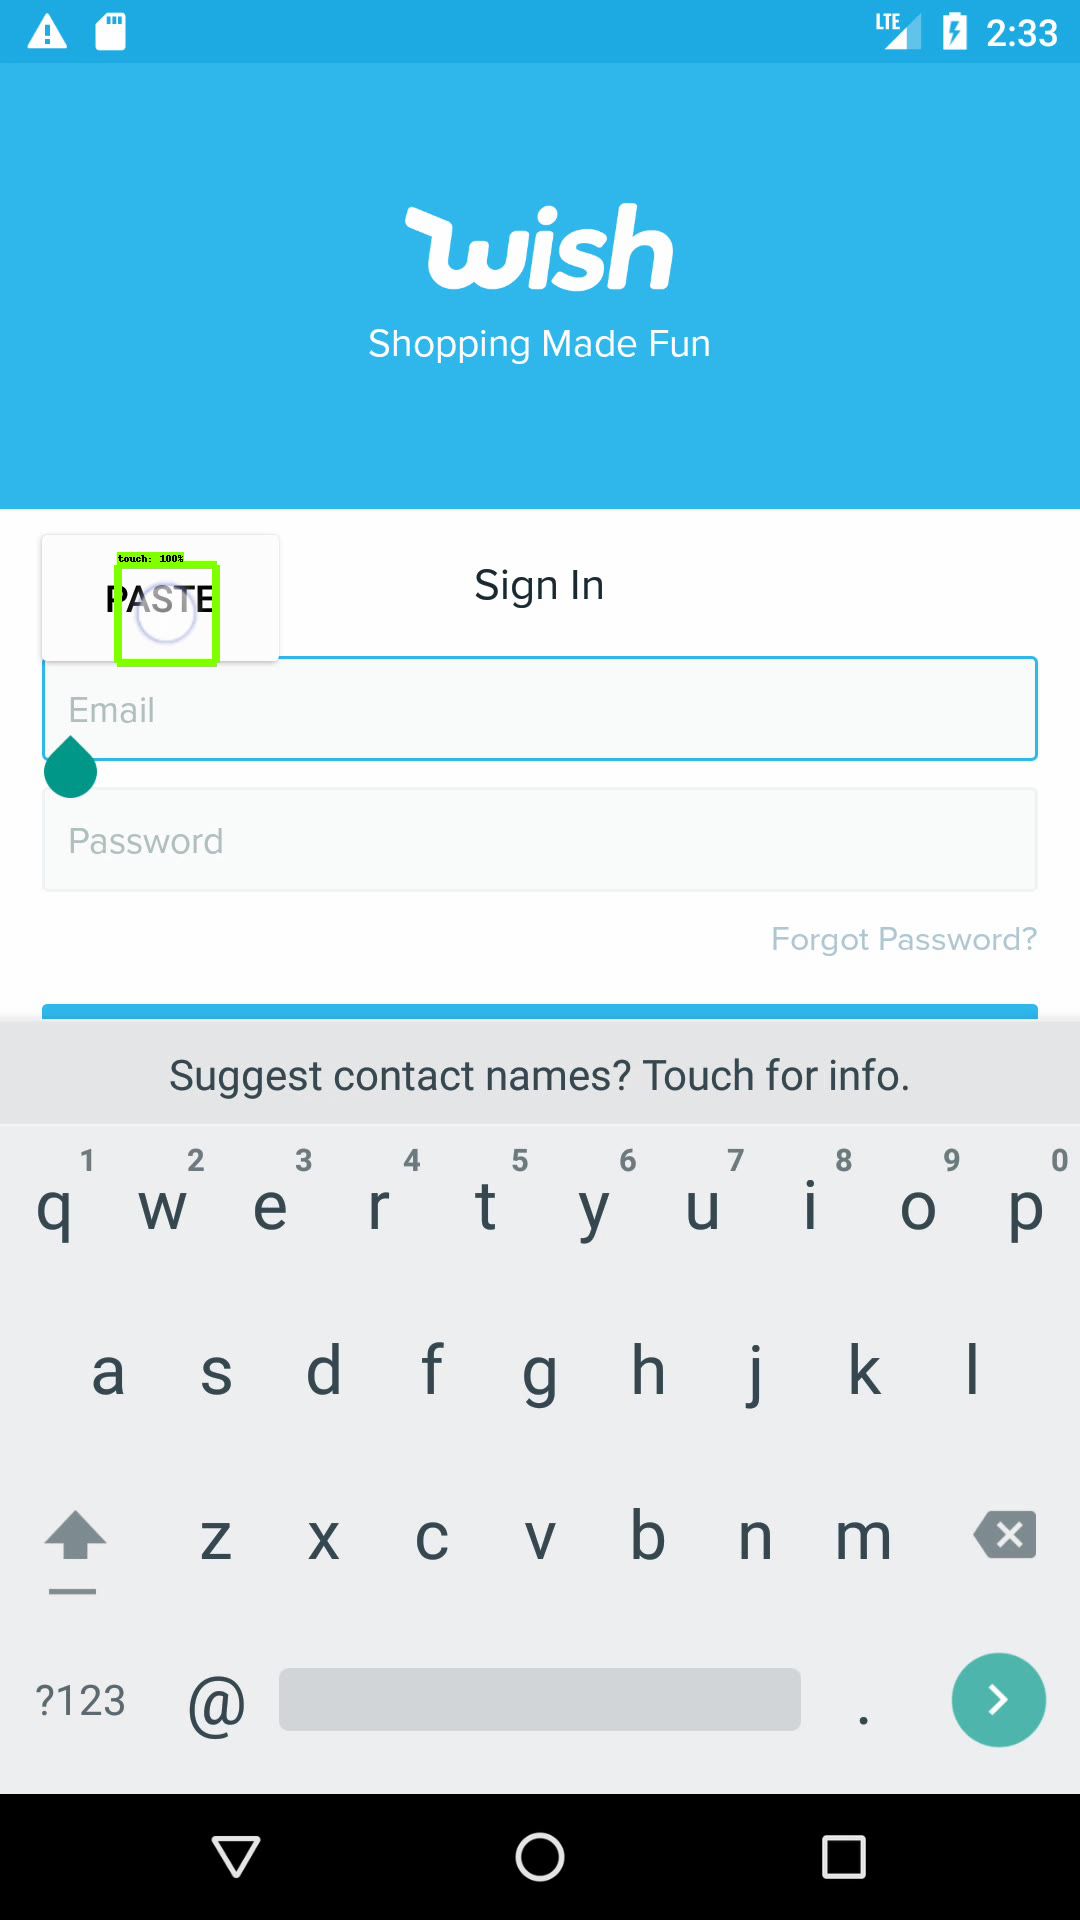 LTE 2:33
wish
Shopping Made Fun
touch: 100%
PASTE
Sign In
Email
Password
Forgot Password?
Suggest contact names? Touch for info.
1 2 3 4 5 6 7 8 9 0
q w e r t y u i o p
a s d f g h j k l
z x c v b n m
?123 @ .